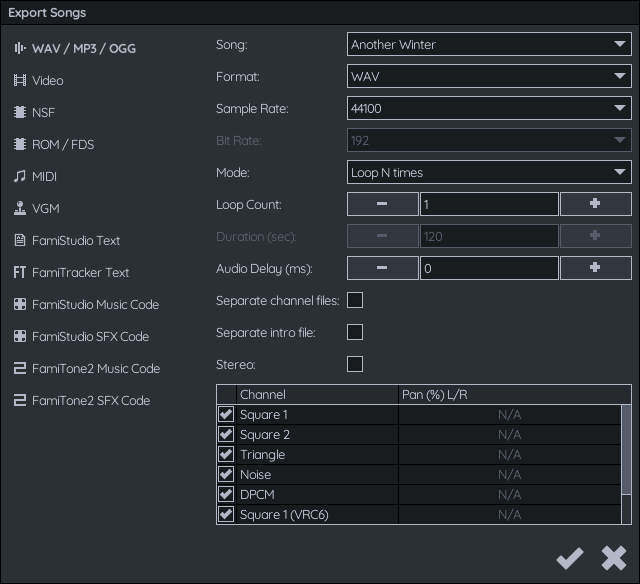 Export Songs
WAV / MP3 / OGG
Video
NSF
ROM / FDS
MIDI
VGM
FamiStudio Text
FT FamiTracker Text
FamiStudio Music Code
FamiStudio SFX Code
FamiTone2 Music Code
FamiTone2 SFX Code
Song: Another Winter
Format: WAV
Sample Rate: 44100
Bit Rate: 192
Mode: Loop N times
Loop Count: 1
Duration (sec): 120
Audio Delay (ms): 0
Separate channel files:
Separate intro file:
Stereo:
Channel Pan (%) L/R
Square 1 N/A
Square 2 N/A
Triangle N/A
Noise N/A
DPCM N/A
Square 1 (VRC6) N/A